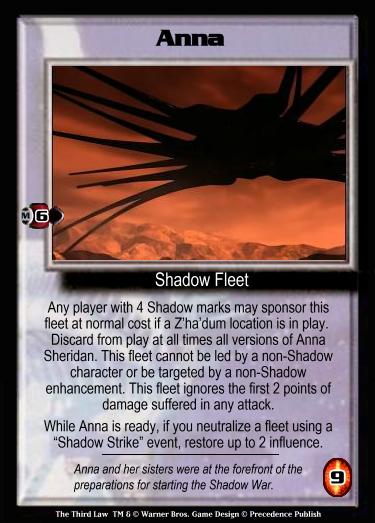 Anna
M 6
Shadow Fleet
Any player with 4 Shadow marks may sponsor this
fleet at normal cost if a Z'ha'dum location is in play.
Discard from play at all times all versions of Anna
Sheridan. This fleet cannot be led by a non-Shadow
character or be targeted by a non-Shadow
enhancement. This fleet ignores the first 2 points of
damage suffered in any attack.
While Anna is ready, if you neutralize a fleet using a
“Shadow Strike” event, restore up to 2 influence.
Anna and her sisters were at the forefront of the
preparations for starting the Shadow War.
9
The Third Law TM & © Warner Bros. Game Design © Precedence Publish